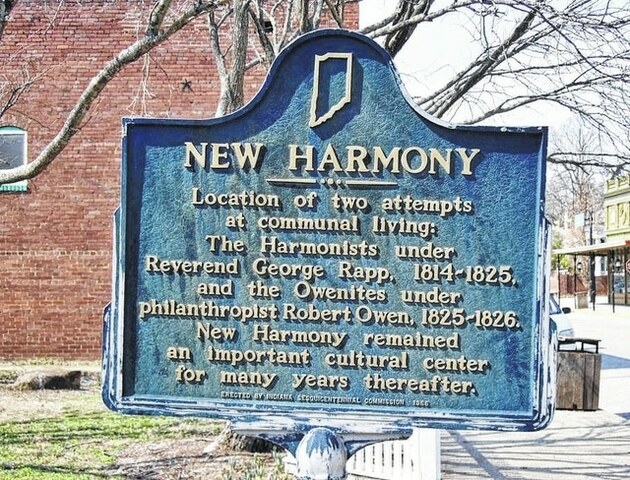 NEW HARMONY
Location of two attempts
at communal living:
The Harmonists under
Reverend George Rapp, 1814-1825,
and the Owenites under
philanthropist Robert Owen, 1825-1826.
New Harmony remained
an important cultural center
for many years thereafter.
ERECTED BY INDIANA SESQUICENTENNIAL COMMISSION 1966